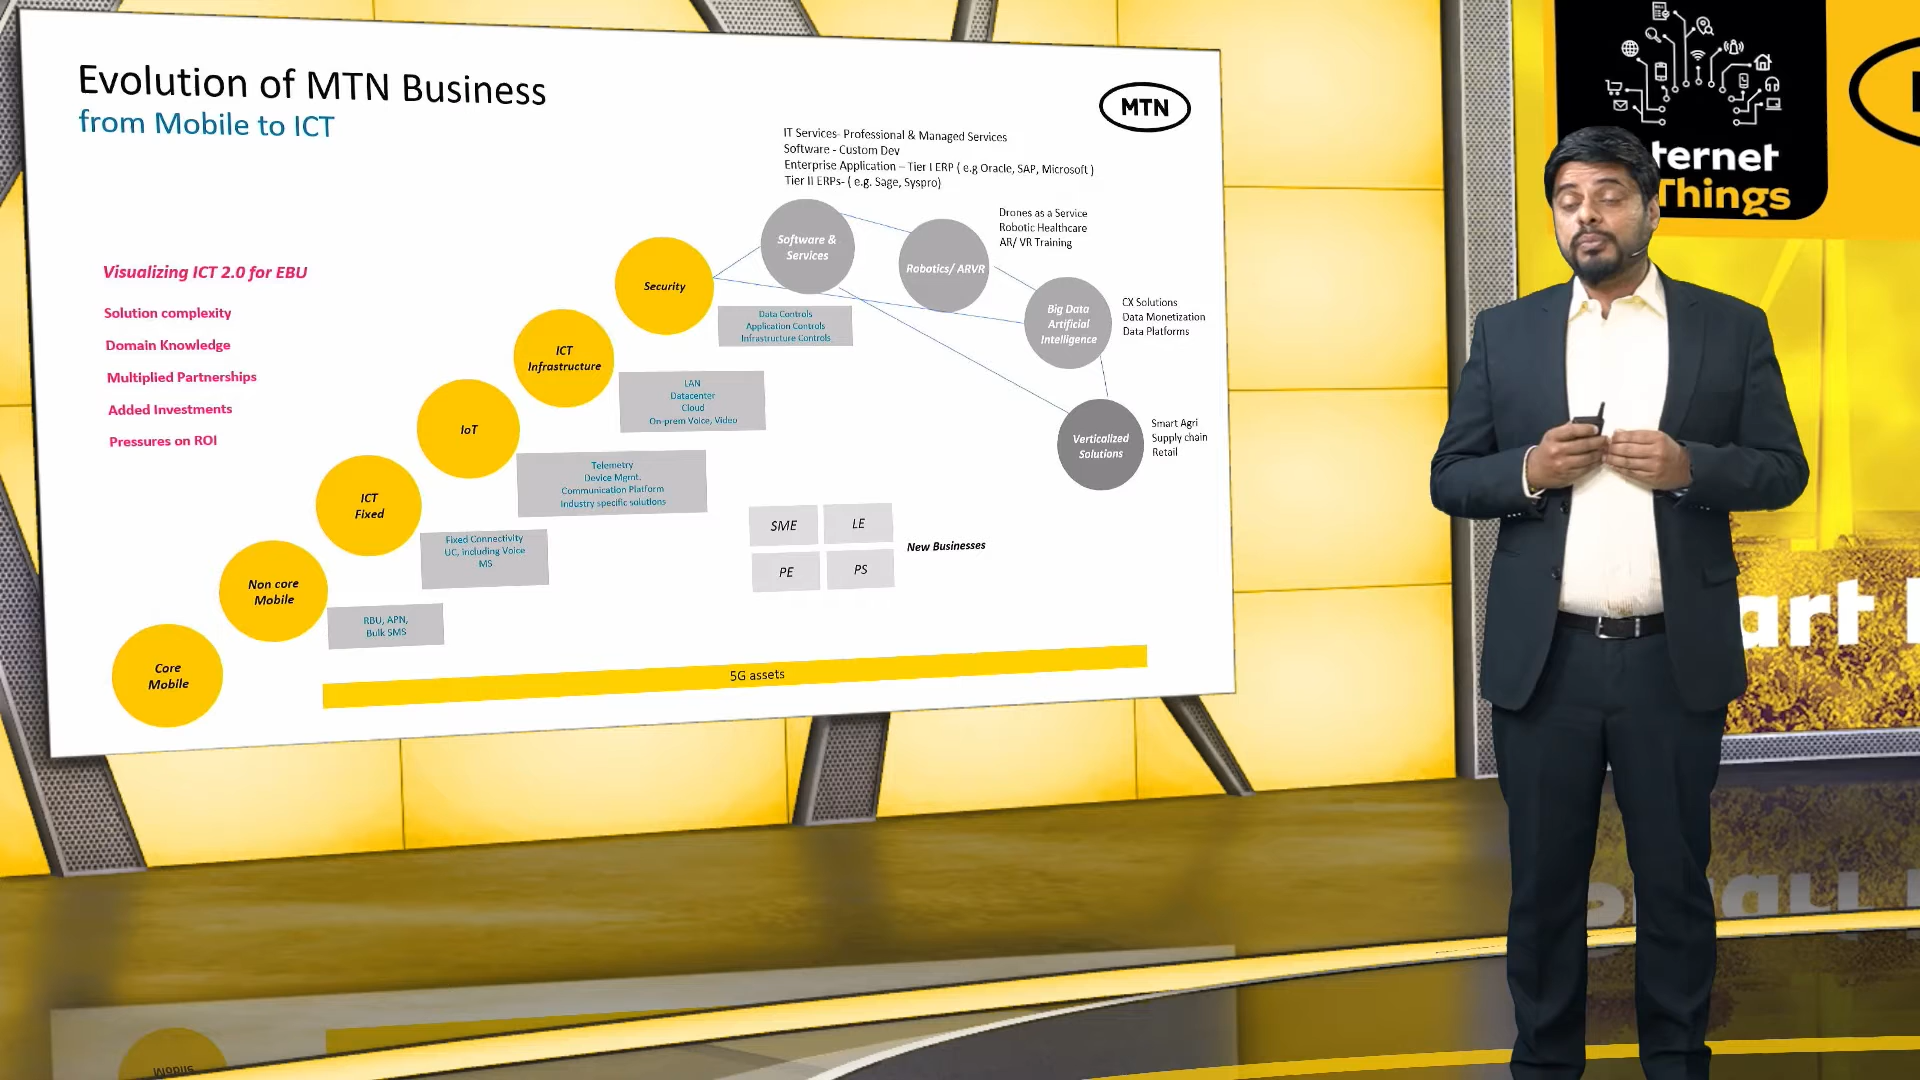 Evolution of MTN Business
from Mobile to ICT
MTN
IT Services- Professional & Managed Services
Software - Custom Dev
Enterprise Application – Tier I ERP ( e.g Oracle, SAP, Microsoft )
Tier II ERPs- ( e.g. Sage, Syspro)
Visualizing ICT 2.0 for EBU
Solution complexity
Domain Knowledge
Multiplied Partnerships
Added Investments
Pressures on ROI
Core
Mobile
Non core
Mobile
RBU, APN,
Bulk SMS
ICT
Fixed
Fixed Connectivity
UC, including Voice
MS
IoT
Telemetry
Device Mgmt.
Communication Platform
Industry specific solutions
ICT
Infrastructure
LAN
Datacenter
Cloud
On-prem Voice, Video
Security
Data Controls
Application Controls
Infrastructure Controls
Software &
Services
Robotics/ ARVR
Drones as a Service
Robotic Healthcare
AR/ VR Training
Big Data
Artificial
Intelligence
CX Solutions
Data Monetization
Data Platforms
Verticalized
Solutions
Smart Agri
Supply chain
Retail
SME
LE
PE
PS
New Businesses
5G assets
ternet
Things
art
Mobile